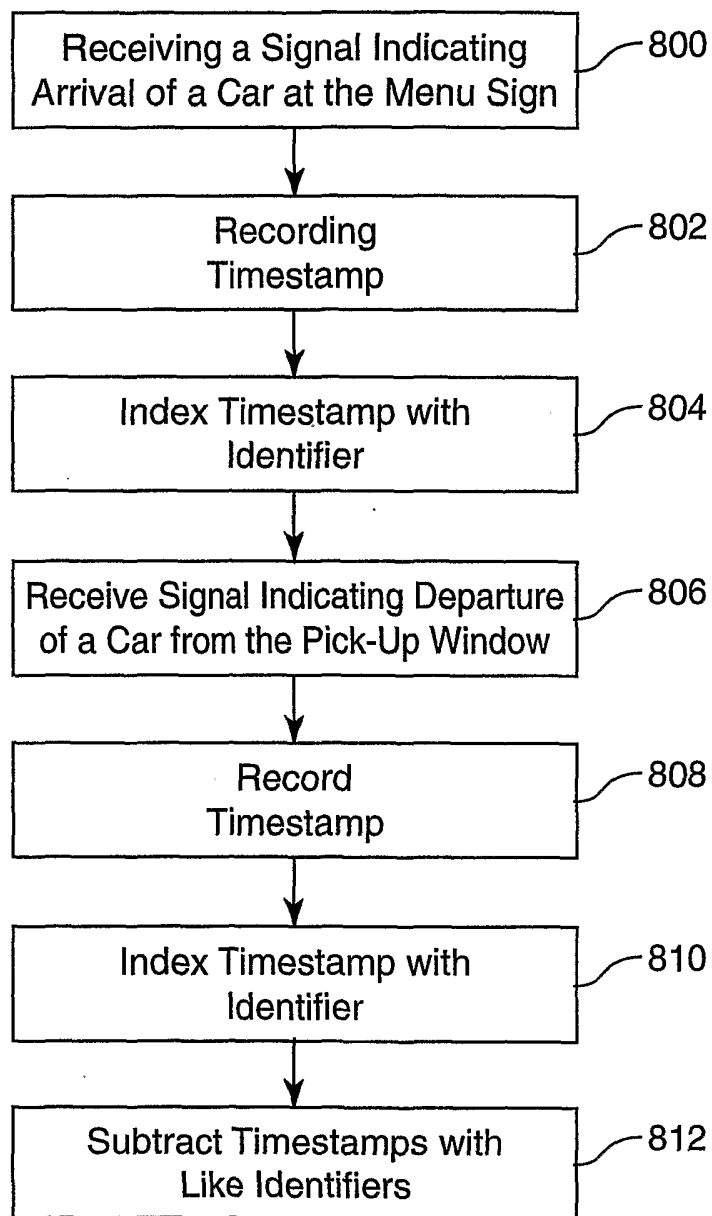 Receiving a Signal Indicating
Arrival of a Car at the Menu Sign
800
Recording
Timestamp
802
Index Timestamp with
Identifier
804
Receive Signal Indicating Departure
of a Car from the Pick-Up Window
806
Record
Timestamp
808
Index Timestamp with
Identifier
810
Subtract Timestamps with
Like Identifiers
812